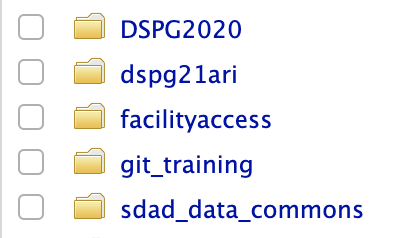 DSPG2020
dspg21ari
facilityaccess
git_training
sdad_data_commons